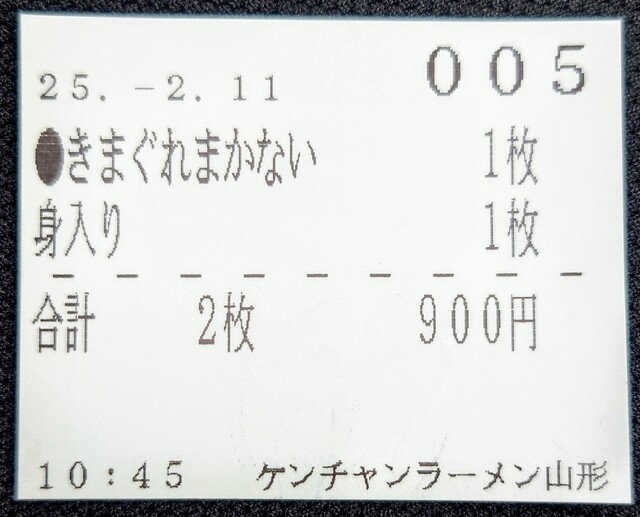 005
25.-2.11
●きまぐれまかない 1枚
身入り 1枚
合計 2枚 900円
10:45 ケンチャンラーメン山形